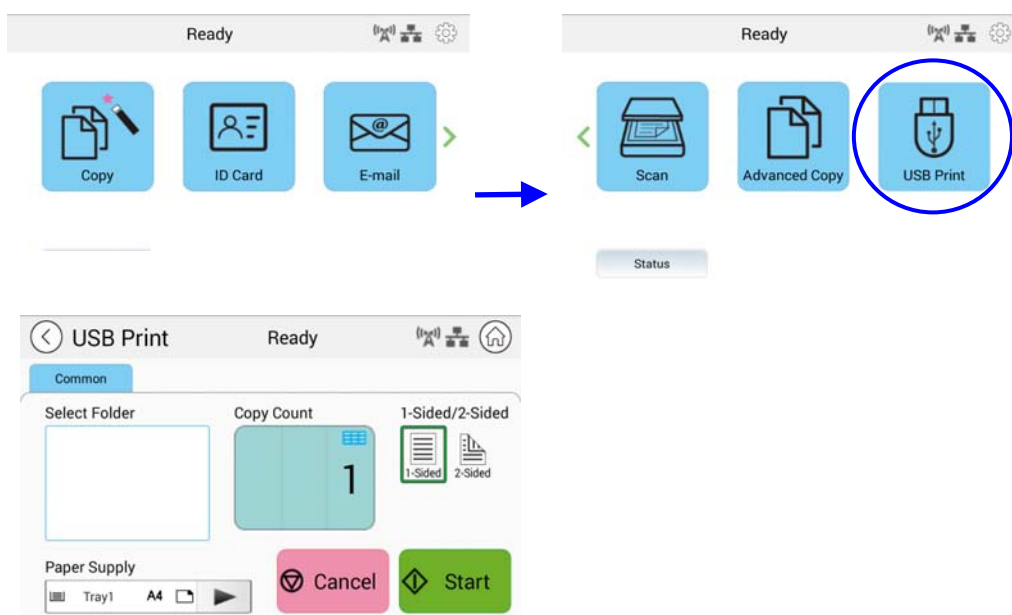 Ready
Copy
ID Card
E-mail
Ready
Scan
Advanced Copy
USB Print
Status
USB Print
Ready
Common
Select Folder
Copy Count
1-Sided/2-Sided
1
1-Sided
2-Sided
Paper Supply
Tray1
A4
Cancel
Start